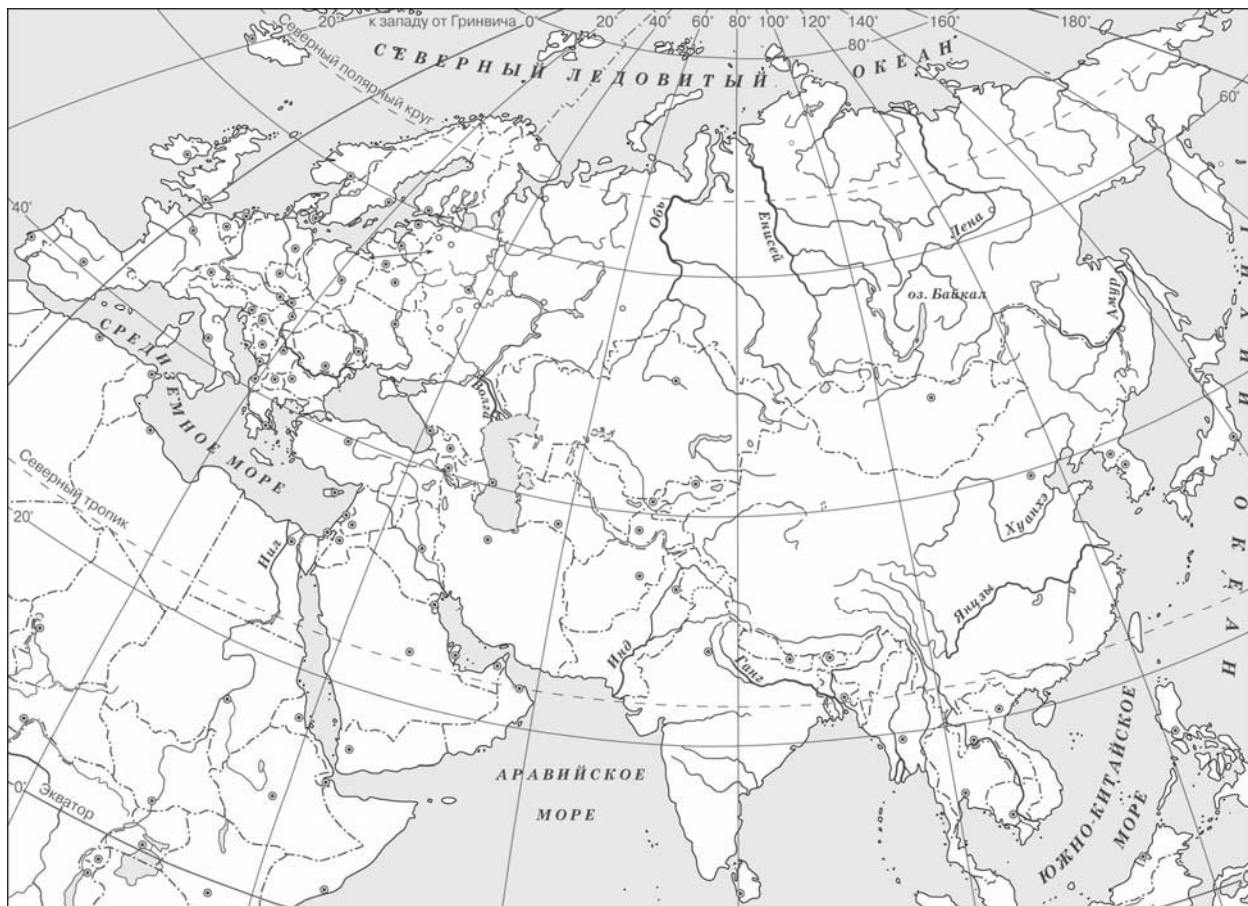 20° к западу от Гринвича 0° 20° 40° 60° 80° 100° 120° 140° 160° 180°
80°
60°
Северный полярный круг
СЕВЕРНЫЙ ЛЕДОВИТЫЙ ОКЕАН
40°
Обь
Енисей
Лена
оз. Байкал
Амур
Волга
СРЕДИЗЕМНОЕ МОРЕ
ТИХИЙ ОКЕАН
Северный тропик
20°
Нил
Хуанхэ
Янцзы
Инд
Ганг
АРАВИЙСКОЕ
МОРЕ
ЮЖНО-КИТАЙСКОЕ
МОРЕ
Экватор
0°